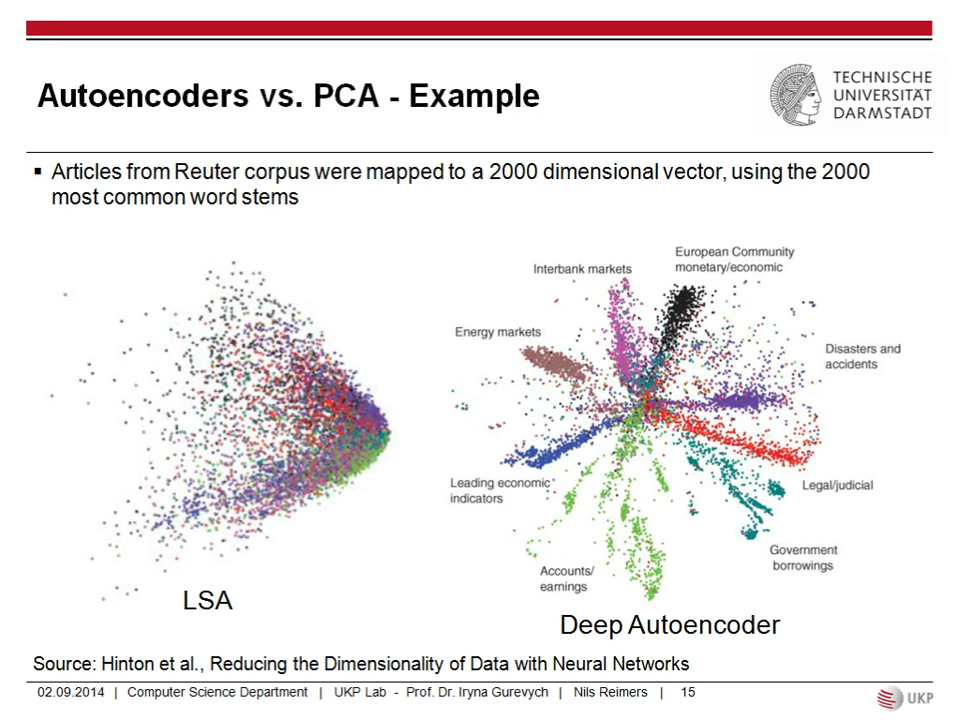 Autoencoders vs. PCA - Example
TECHNISCHE
UNIVERSITÄT
DARMSTADT
▪ Articles from Reuter corpus were mapped to a 2000 dimensional vector, using the 2000
most common word stems
European Community
monetary/economic
Interbank markets
Energy markets
Disasters and
accidents
Leading economic
indicators
Legal/judicial
Government
borrowings
Accounts/
earnings
LSA
Deep Autoencoder
Source: Hinton et al., Reducing the Dimensionality of Data with Neural Networks
02.09.2014 | Computer Science Department | UKP Lab - Prof. Dr. Iryna Gurevych | Nils Reimers | 15
UKP